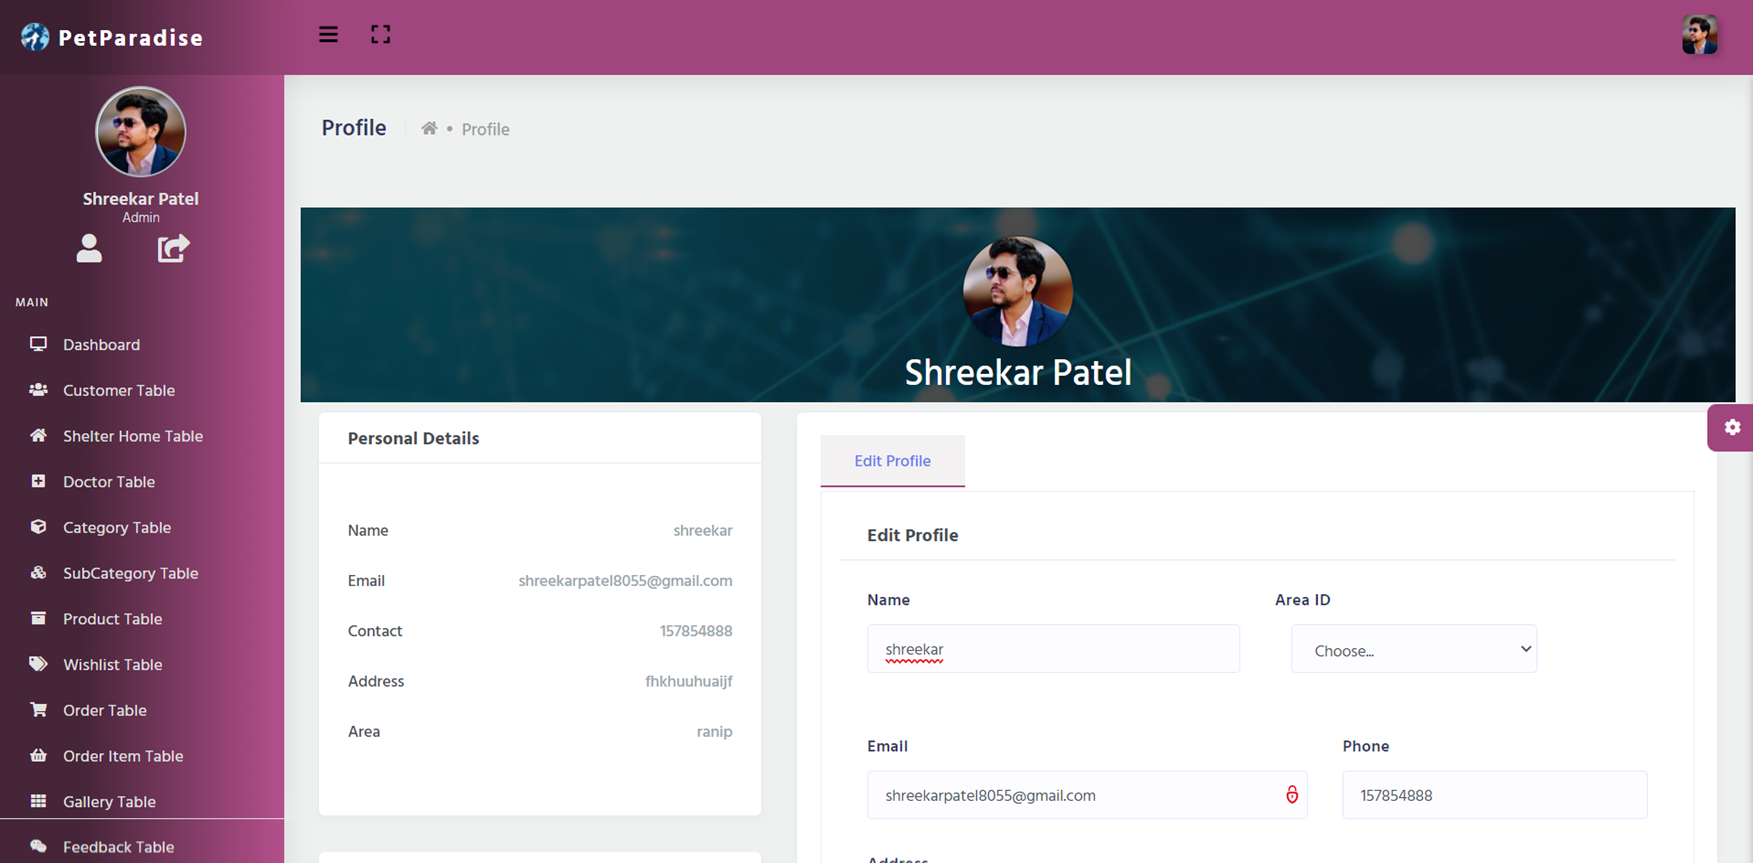 PetParadise
Shreekar Patel
Admin
MAIN
Dashboard
Customer Table
Shelter Home Table
Doctor Table
Category Table
SubCategory Table
Product Table
Wishlist Table
Order Table
Order Item Table
Gallery Table
Feedback Table
Profile
• Profile
Shreekar Patel
Personal Details
Name shreekar
Email shreekarpatel8055@gmail.com
Contact 157854888
Address fhkhuuhuaijf
Area ranip
Edit Profile
Edit Profile
Name Area ID
shreekar Choose...
Email Phone
shreekarpatel8055@gmail.com 157854888
Address